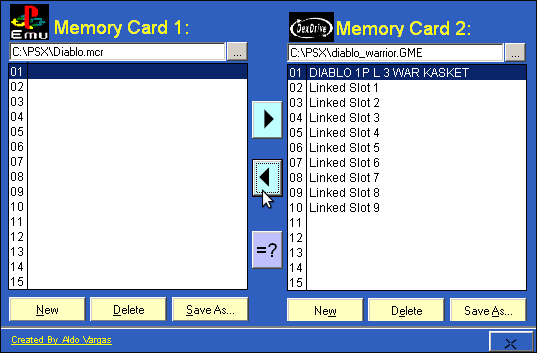 Emu
Memory Card 1:
C:\PSX\Diablo.mcr
...
01
02
03
04
05
06
07
08
09
10
11
12
13
14
15
New
Delete
Save As...
=?
DexDrive
Memory Card 2:
C:\PSX\diablo_warrior.GME
...
01 DIABLO 1P L 3 WAR KASKET
02 Linked Slot 1
03 Linked Slot 2
04 Linked Slot 3
05 Linked Slot 4
06 Linked Slot 5
07 Linked Slot 6
08 Linked Slot 7
09 Linked Slot 8
10 Linked Slot 9
11
12
13
14
15
New
Delete
Save As...
Created By Aldo Vargas